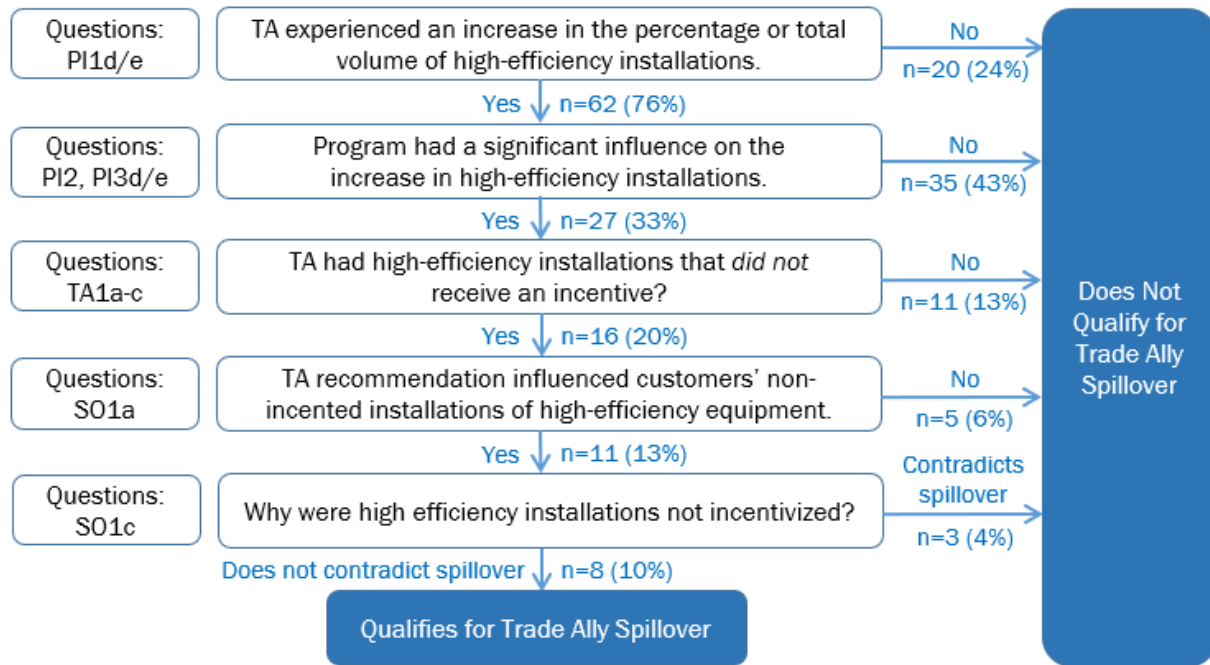 Questions:
PI1d/e
TA experienced an increase in the percentage or total
volume of high-efficiency installations.
No
n=20 (24%)
Yes n=62 (76%)
Questions:
PI2, PI3d/e
Program had a significant influence on the
increase in high-efficiency installations.
No
n=35 (43%)
Yes n=27 (33%)
Questions:
TA1a-c
TA had high-efficiency installations that did not
receive an incentive?
No
n=11 (13%)
Yes n=16 (20%)
Questions:
SO1a
TA recommendation influenced customers’ non-
incented installations of high-efficiency equipment.
No
n=5 (6%)
Yes n=11 (13%)
Questions:
SO1c
Why were high efficiency installations not incentivized?
Contradicts
spillover
n=3 (4%)
Does not contradict spillover n=8 (10%)
Qualifies for Trade Ally Spillover
Does Not
Qualify for
Trade Ally
Spillover